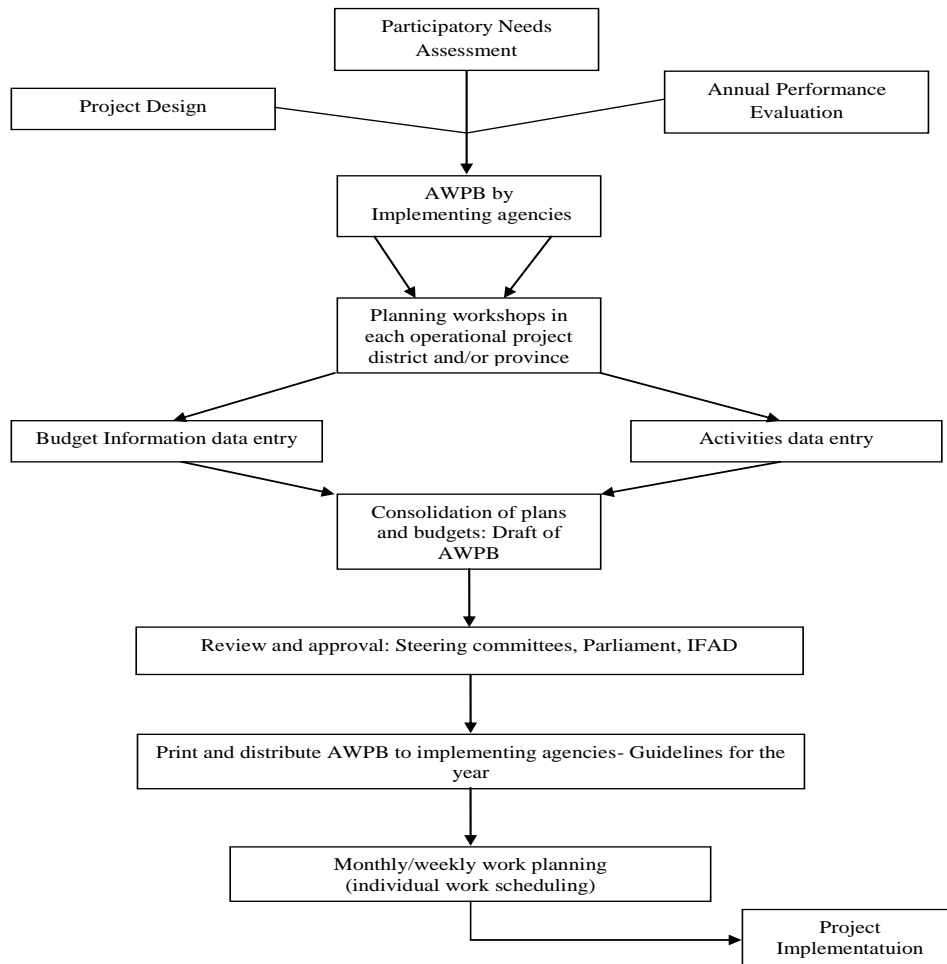 Participatory Needs
Assessment
Project Design
Annual Performance
Evaluation
AWPB by
Implementing agencies
Planning workshops in
each operational project
district and/or province
Budget Information data entry
Activities data entry
Consolidation of plans
and budgets: Draft of
AWPB
Review and approval: Steering committees, Parliament, IFAD
Print and distribute AWPB to implementing agencies- Guidelines for the
year
Monthly/weekly work planning
(individual work scheduling)
Project
Implementatuion